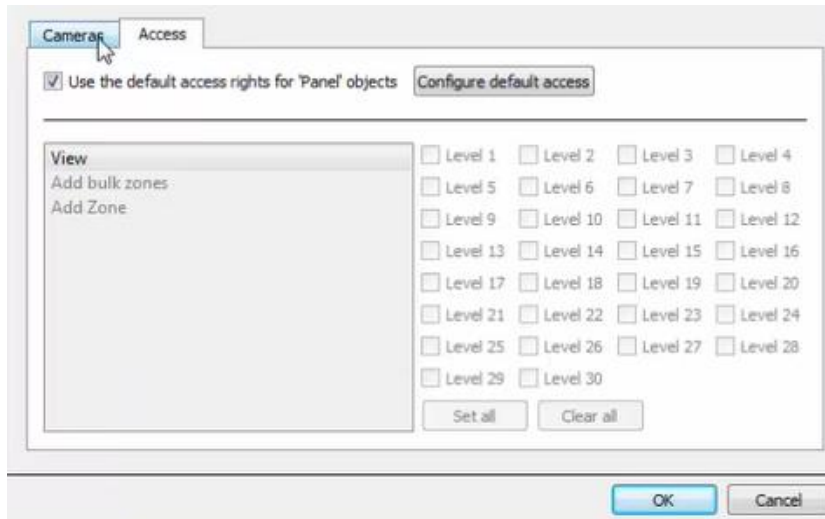 Cameras Access
Use the default access rights for 'Panel' objects Configure default access
View
Add bulk zones
Add Zone
Level 1 Level 2 Level 3 Level 4
Level 5 Level 6 Level 7 Level 8
Level 9 Level 10 Level 11 Level 12
Level 13 Level 14 Level 15 Level 16
Level 17 Level 18 Level 19 Level 20
Level 21 Level 22 Level 23 Level 24
Level 25 Level 26 Level 27 Level 28
Level 29 Level 30
Set all Clear all
OK Cancel